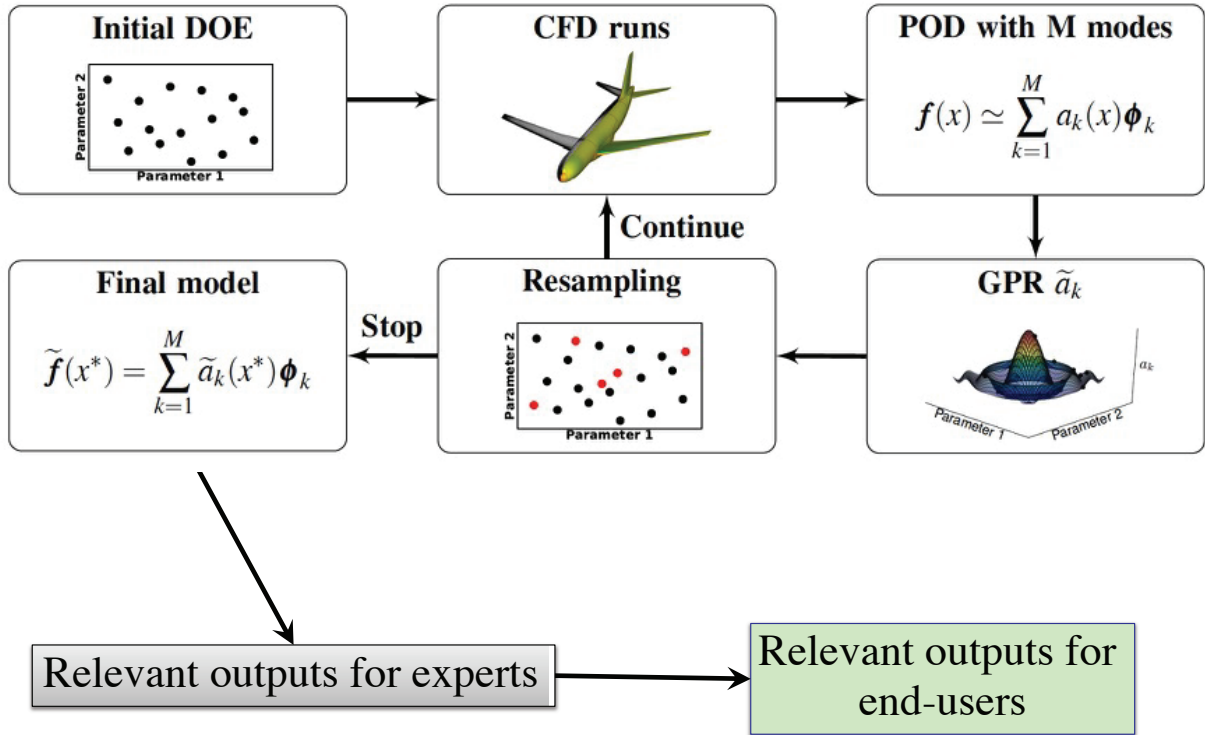 Initial DOE
Parameter 2
Parameter 1
CFD runs
POD with M modes
f(x) ≃ ∑_{k=1}^{M} a_k(x)ϕ_k
Continue
Final model
f̃(x*) = ∑_{k=1}^{M} ã_k(x*)ϕ_k
Stop
Resampling
Parameter 2
Parameter 1
GPR ã_k
a_k
Parameter 1
Parameter 2
Relevant outputs for experts
Relevant outputs for
end-users